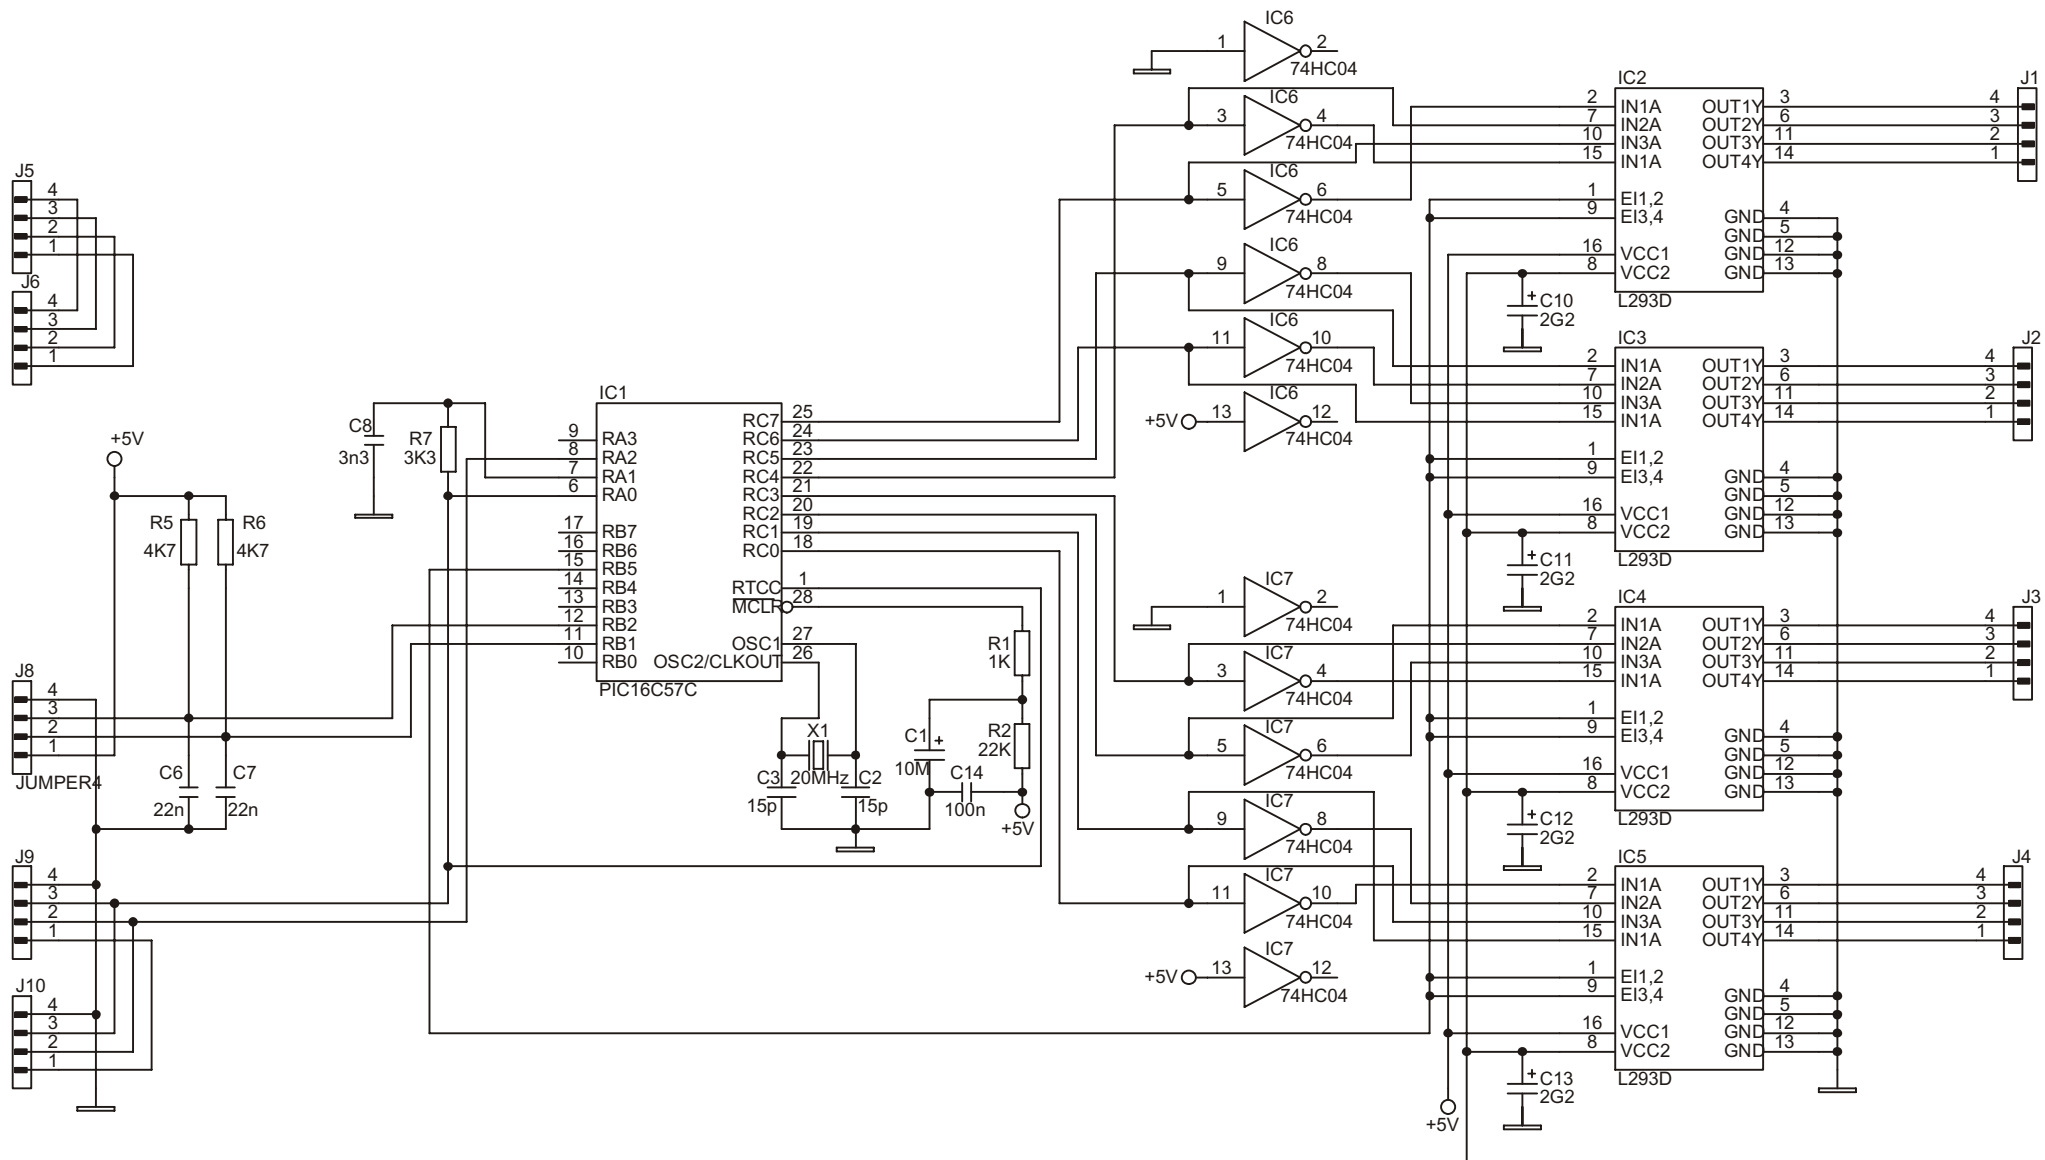 J5
4
3
2
1
J6
4
3
2
1
+5V
R5
4K7
R6
4K7
J8
4
3
2
1
JUMPER4
C6
22n
C7
22n
J9
4
3
2
1
J10
4
3
2
1
C8
3n3
R7
3K3
IC1
9 RA3
8 RA2
7 RA1
6 RA0
17 RB7
16 RB6
15 RB5
14 RB4
13 RB3
12 RB2
11 RB1
10 RB0
RC7 25
RC6 24
RC5 23
RC4 22
RC3 21
RC2 20
RC1 19
RC0 18
RTCC 1
MCLR 28
OSC1 27
OSC2/CLKOUT 26
PIC16C57C
X1
20MHz
C3
15p
C2
15p
R1
1K
R2
22K
C1 +
10M
C14
100n
+5V
IC6
1 2
74HC04
IC6
3 4
74HC04
IC6
5 6
74HC04
IC6
9 8
74HC04
IC6
11 10
74HC04
IC6
+5V 13 12
74HC04
IC7
1 2
74HC04
IC7
3 4
74HC04
IC7
5 6
74HC04
IC7
9 8
74HC04
IC7
11 10
74HC04
IC7
+5V 13 12
74HC04
IC2
2 IN1A OUT1Y 3
7 IN2A OUT2Y 6
10 IN3A OUT3Y 11
15 IN1A OUT4Y 14
1 EI1,2
9 EI3,4 GND 4
GND 5
16 VCC1 GND 12
8 VCC2 GND 13
L293D
+ C10
2G2
J1
4
3
2
1
IC3
2 IN1A OUT1Y 3
7 IN2A OUT2Y 6
10 IN3A OUT3Y 11
15 IN1A OUT4Y 14
1 EI1,2
9 EI3,4 GND 4
GND 5
16 VCC1 GND 12
8 VCC2 GND 13
L293D
+ C11
2G2
J2
4
3
2
1
IC4
2 IN1A OUT1Y 3
7 IN2A OUT2Y 6
10 IN3A OUT3Y 11
15 IN1A OUT4Y 14
1 EI1,2
9 EI3,4 GND 4
GND 5
16 VCC1 GND 12
8 VCC2 GND 13
L293D
+ C12
2G2
J3
4
3
2
1
IC5
2 IN1A OUT1Y 3
7 IN2A OUT2Y 6
10 IN3A OUT3Y 11
15 IN1A OUT4Y 14
1 EI1,2
9 EI3,4 GND 4
GND 5
16 VCC1 GND 12
8 VCC2 GND 13
L293D
+ C13
2G2
J4
4
3
2
1
+5V